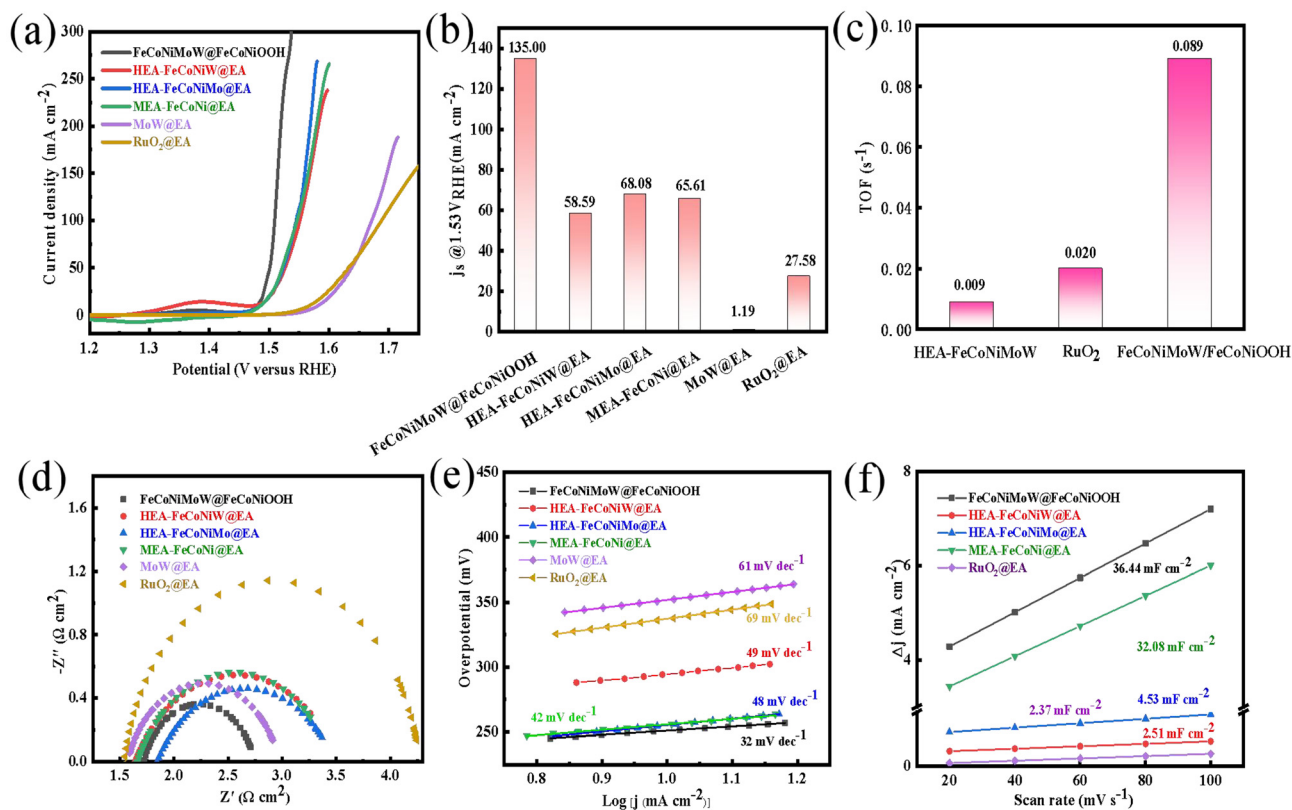 (a)
300
250
200
150
100
50
0
Current density (mA cm⁻²)
FeCoNiMoW@FeCoNiOOH
HEA-FeCoNiW@EA
HEA-FeCoNiMo@EA
MEA-FeCoNi@EA
MoW@EA
RuO₂@EA
1.2 1.3 1.4 1.5 1.6 1.7
Potential (V versus RHE)
(b)
140
120
100
80
60
40
20
0
js @1.53 V RHE (mA cm⁻²)
135.00
58.59
68.08
65.61
1.19
27.58
FeCoNiMoW@FeCoNiOOH
HEA-FeCoNiW@EA
HEA-FeCoNiMo@EA
MEA-FeCoNi@EA
MoW@EA
RuO₂@EA
(c)
0.10
0.08
0.06
0.04
0.02
0.00
TOF (s⁻¹)
0.009
0.020
0.089
HEA-FeCoNiMoW RuO₂ FeCoNiMoW/FeCoNiOOH
(d)
1.6
1.2
0.8
0.4
0.0
-Z″ (Ω cm²)
FeCoNiMoW@FeCoNiOOH
HEA-FeCoNiW@EA
HEA-FeCoNiMo@EA
MEA-FeCoNi@EA
MoW@EA
RuO₂@EA
1.5 2.0 2.5 3.0 3.5 4.0
Z′ (Ω cm²)
(e)
450
400
350
300
250
Overpotential (mV)
FeCoNiMoW@FeCoNiOOH
HEA-FeCoNiW@EA
HEA-FeCoNiMo@EA
MEA-FeCoNi@EA
MoW@EA
RuO₂@EA
61 mV dec⁻¹
69 mV dec⁻¹
49 mV dec⁻¹
42 mV dec⁻¹
48 mV dec⁻¹
32 mV dec⁻¹
0.8 0.9 1.0 1.1 1.2
Log [j (mA cm⁻²)]
(f)
8
6
4
0
△j (mA cm⁻²)
FeCoNiMoW@FeCoNiOOH
HEA-FeCoNiW@EA
HEA-FeCoNiMo@EA
MEA-FeCoNi@EA
RuO₂@EA
36.44 mF cm⁻²
32.08 mF cm⁻²
4.53 mF cm⁻²
2.37 mF cm⁻²
2.51 mF cm⁻²
20 40 60 80 100
Scan rate (mV s⁻¹)